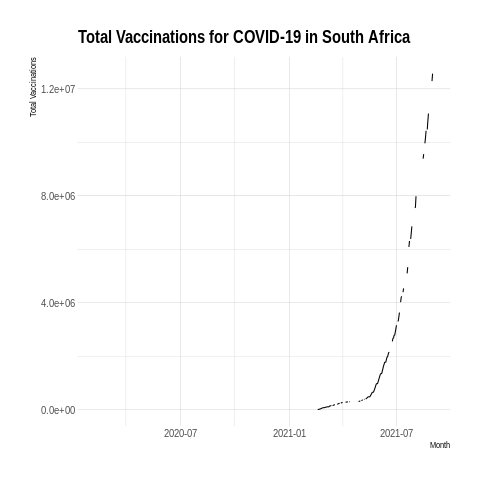 Total Vaccinations for COVID-19 in South Africa
Total Vaccinations
1.2e+07
8.0e+06
4.0e+06
0.0e+00
2020-07
2021-01
2021-07
Month